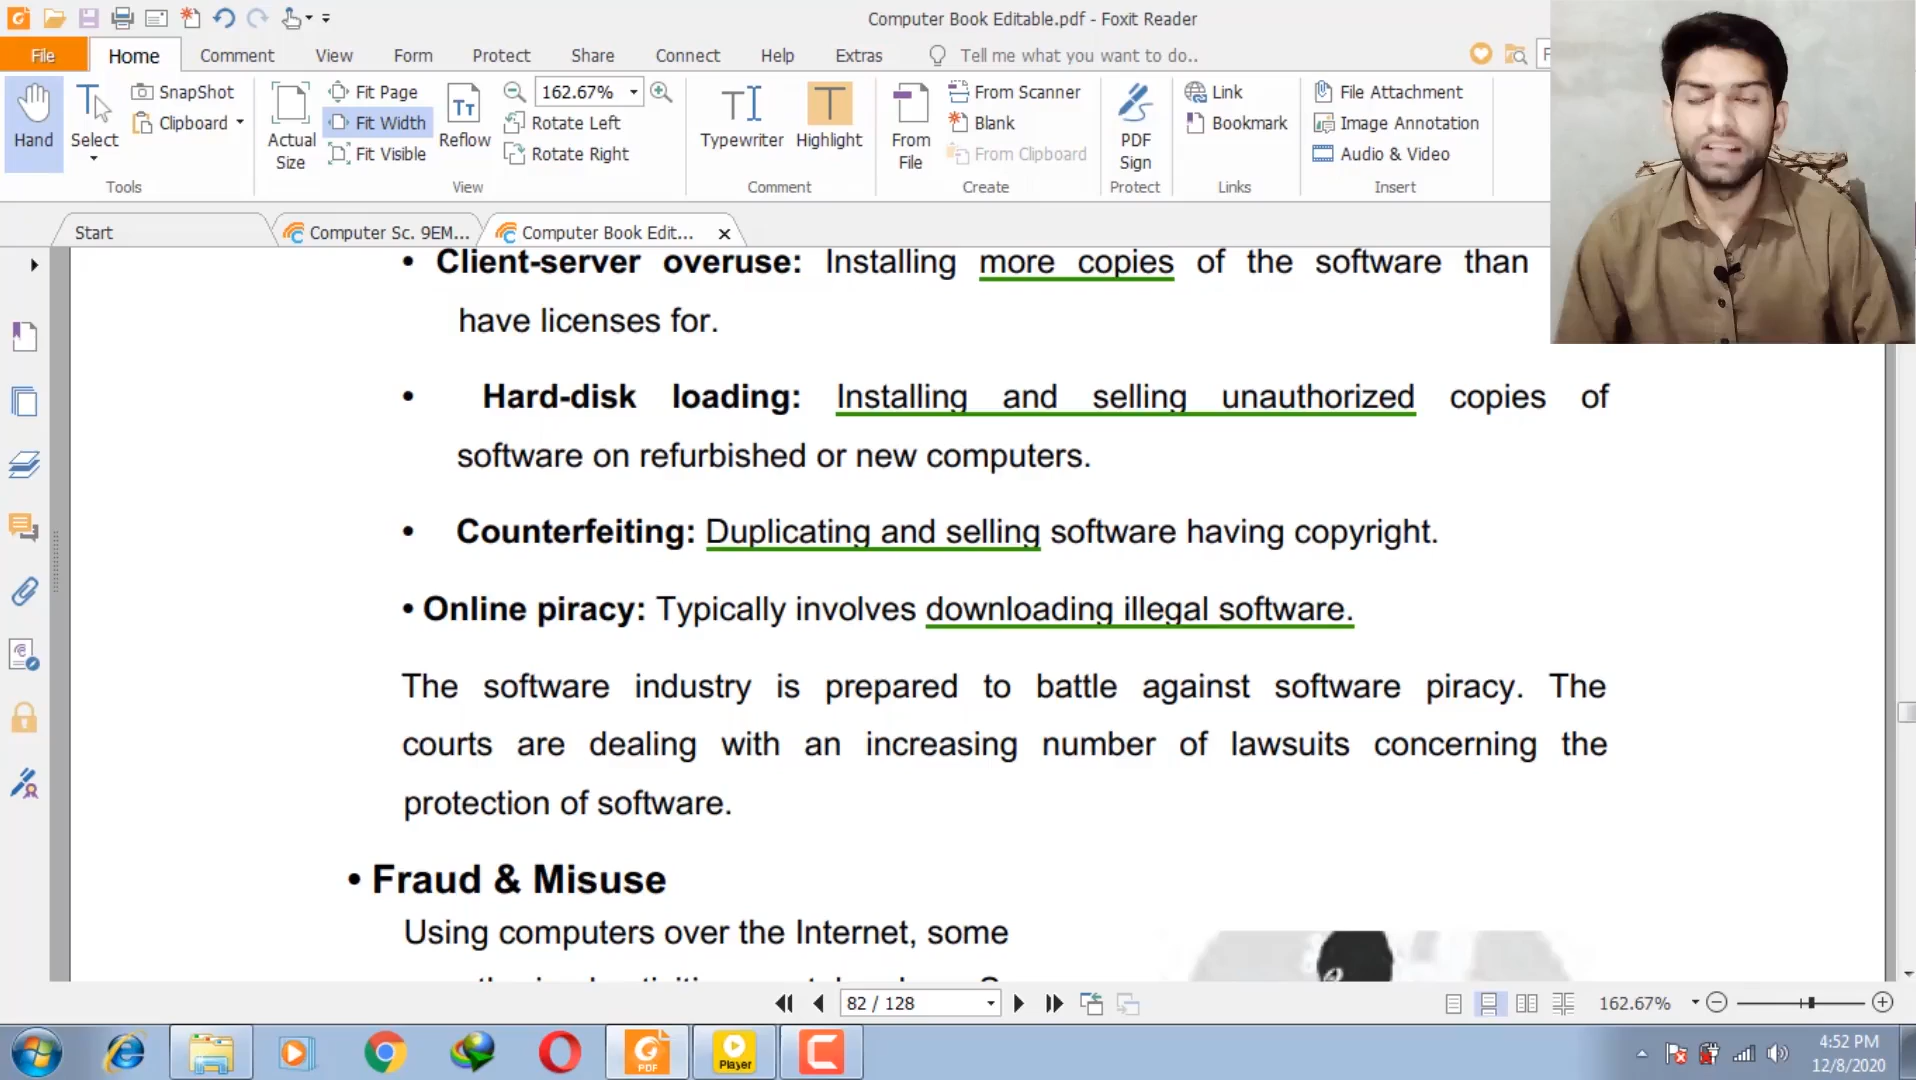 Computer Book Editable.pdf - Foxit Reader
File Home Comment View Form Protect Share Connect Help Extras Tell me what you want to do..
Hand
Select
SnapShot
Clipboard
Tools
Actual Size
Fit Page
Fit Width
Fit Visible
Reflow
162.67%
Rotate Left
Rotate Right
View
Typewriter
Highlight
Comment
From File
From Scanner
Blank
From Clipboard
Create
PDF Sign
Protect
Link
Bookmark
Links
File Attachment
Image Annotation
Audio & Video
Insert
Start
Computer Sc. 9EM...
Computer Book Edit...
• Client-server overuse: Installing more copies of the software than
have licenses for.
• Hard-disk loading: Installing and selling unauthorized copies of
software on refurbished or new computers.
• Counterfeiting: Duplicating and selling software having copyright.
• Online piracy: Typically involves downloading illegal software.
The software industry is prepared to battle against software piracy. The
courts are dealing with an increasing number of lawsuits concerning the
protection of software.
• Fraud & Misuse
Using computers over the Internet, some
82 / 128
162.67%
PDF
Player
4:52 PM
12/8/2020